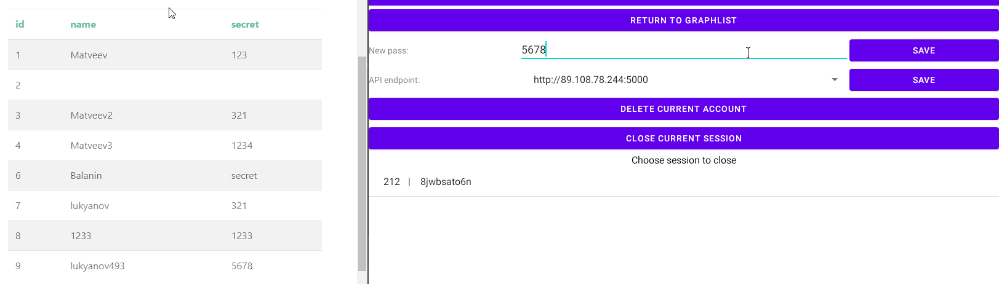 id name secret
1 Matveev 123
2
3 Matveev2 321
4 Matveev3 1234
6 Balanin secret
7 lukyanov 321
8 1233 1233
9 lukyanov493 5678
RETURN TO GRAPHLIST
New pass: 5678 SAVE
API endpoint: http://89.108.78.244:5000 SAVE
DELETE CURRENT ACCOUNT
CLOSE CURRENT SESSION
Choose session to close
212 | 8jwbsato6n